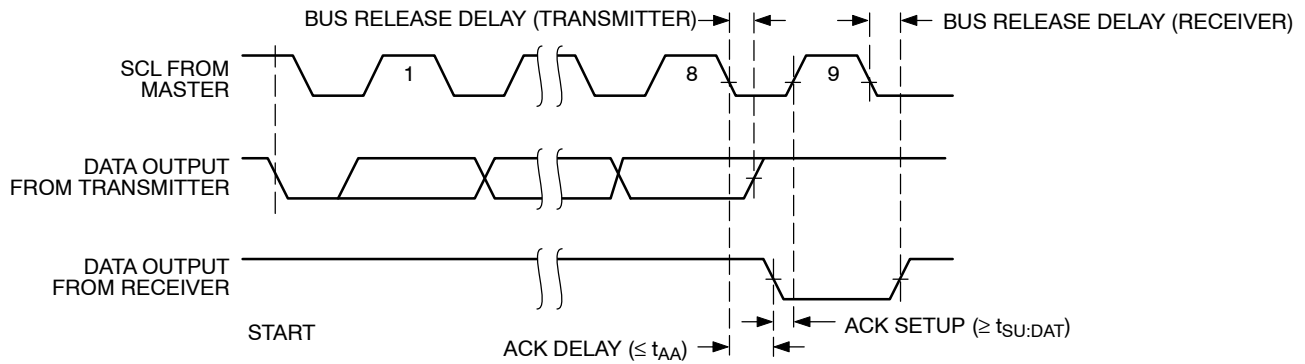 BUS RELEASE DELAY (TRANSMITTER)
BUS RELEASE DELAY (RECEIVER)
SCL FROM
MASTER
1
8
9
DATA OUTPUT
FROM TRANSMITTER
DATA OUTPUT
FROM RECEIVER
START
ACK SETUP (≥ tSU:DAT)
ACK DELAY (≤ tAA)